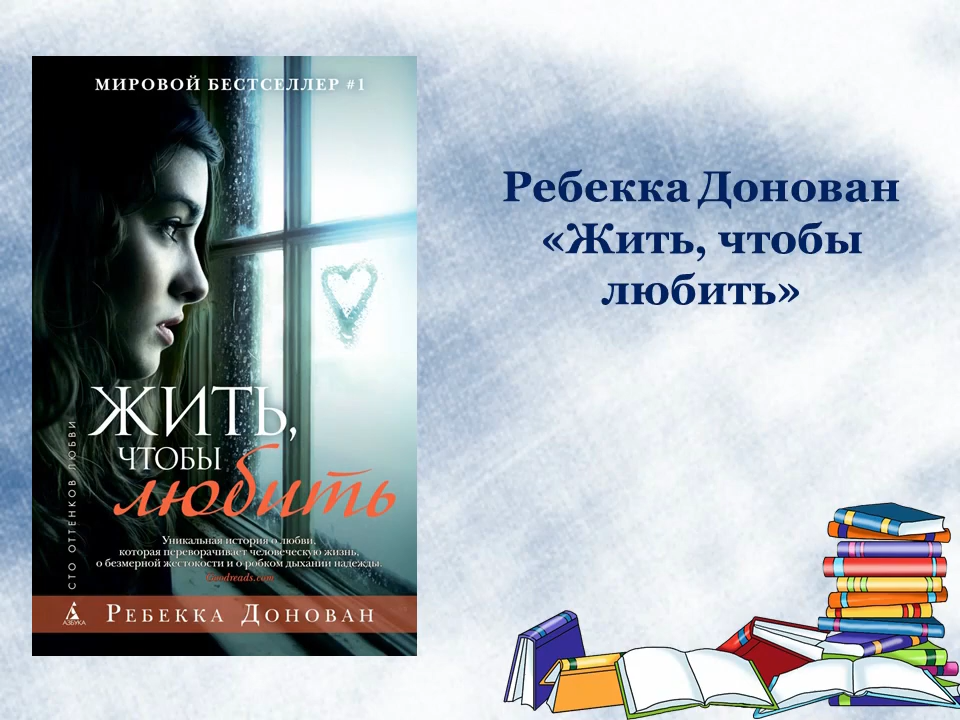 МИРОВОЙ БЕСТСЕЛЛЕР #1
ЖИТЬ,
ЧТОБЫ
любить
СТО ОТТЕНКОВ ЛЮБВИ
Уникальная история о любви,
которая переворачивает человеческую жизнь,
о безмерной жестокости и о робком дыхании надежды.
Goodreads.com
АЗБУКА
РЕБЕККА ДОНОВАН
Ребекка Донован
«Жить, чтобы
любить»